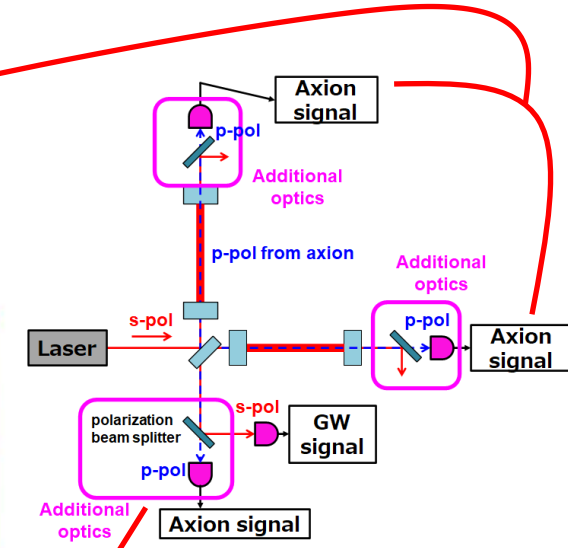 Axion
signal
p-pol
Additional
optics
p-pol from axion
Additional
optics
s-pol
p-pol
Laser
Axion
signal
s-pol
polarization
beam splitter
GW
signal
p-pol
Additional
optics
Axion signal